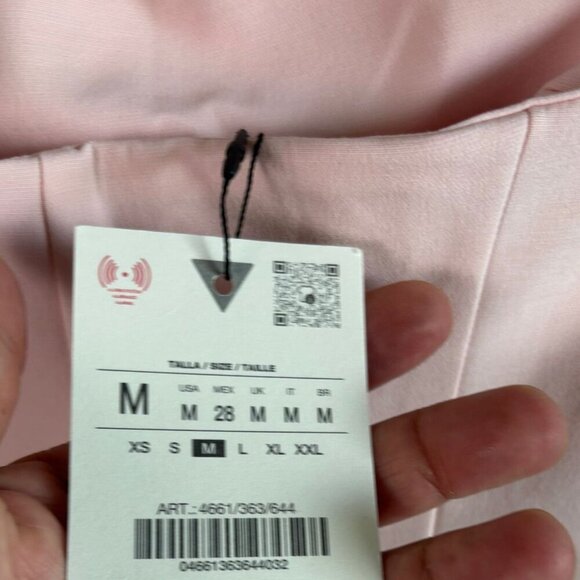 TALLA / SIZE / TAILLE
M
USA MEX UK IT BR
M 28 M M M
XS S M L XL XXL
ART.: 4661/363/644
04661363644032